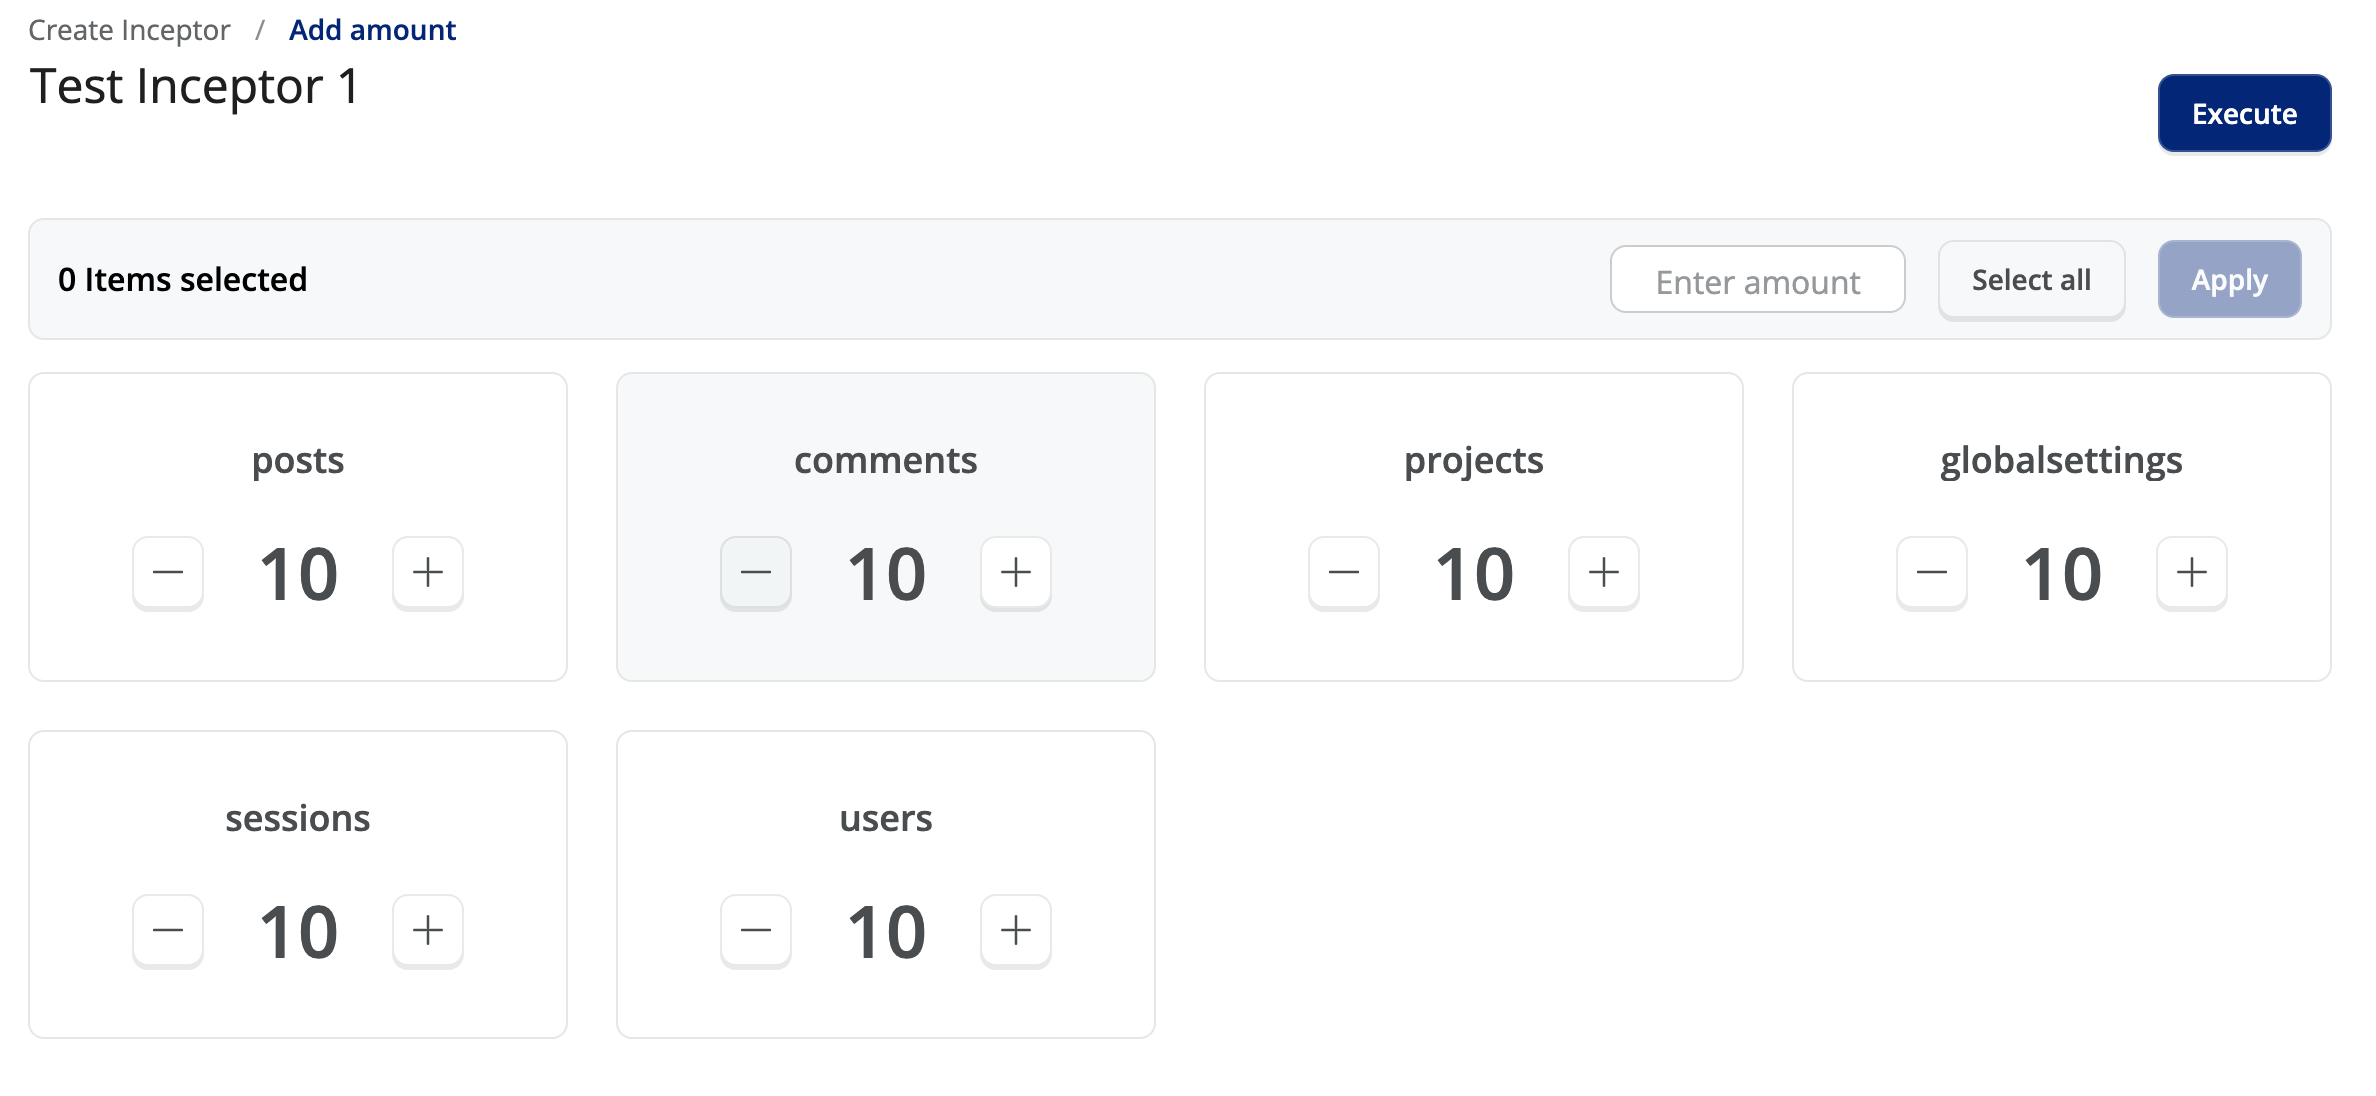 Create Inceptor / Add amount
Test Inceptor 1
Execute
0 Items selected
Enter amount
Select all
Apply
posts
comments
projects
globalsettings
− 10 +
− 10 +
− 10 +
− 10 +
sessions
users
− 10 +
− 10 +